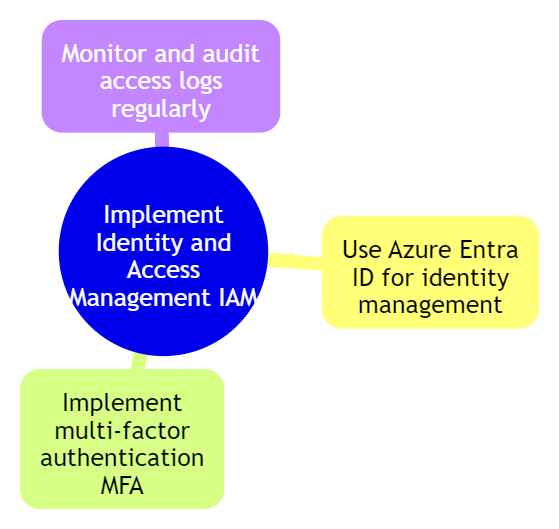 Monitor and audit
access logs
regularly
Implement
Identity and
Access
Management IAM
Use Azure Entra
ID for identity
management
Implement
multi-factor
authentication
MFA